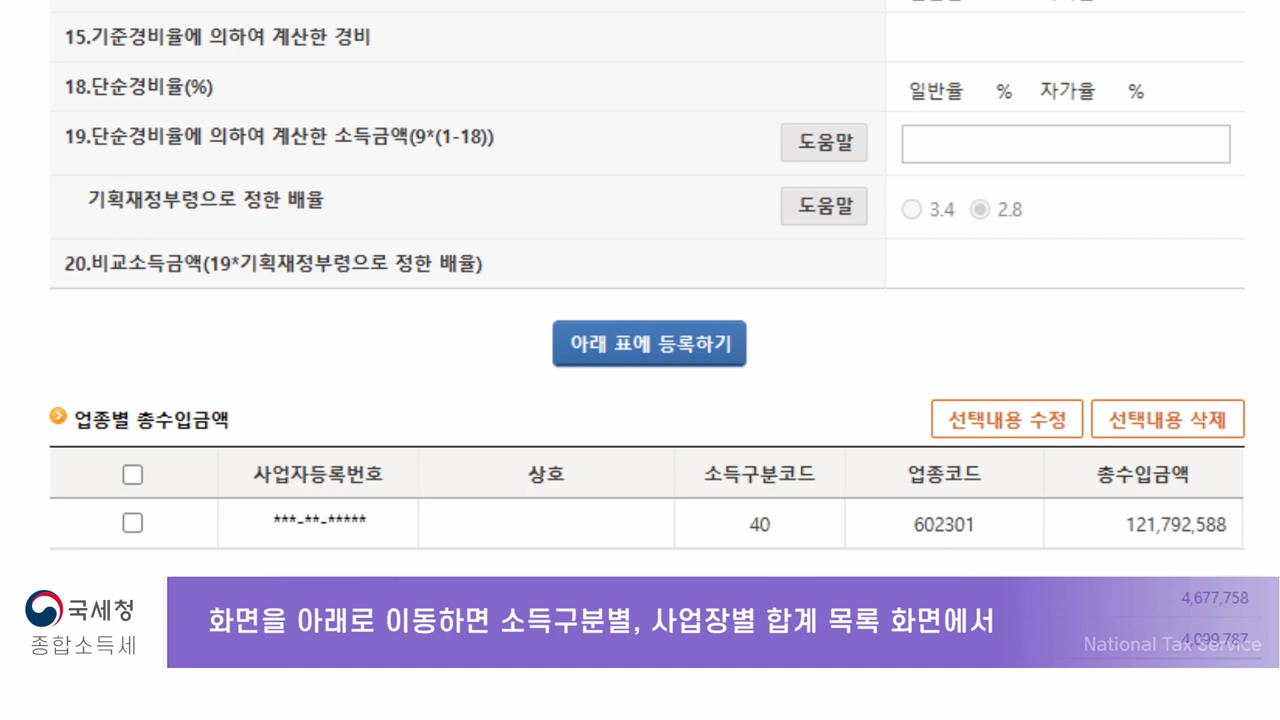 15.기준경비율에 의하여 계산한 경비
18.단순경비율(%)
일반율 % 자가율 %
19.단순경비율에 의하여 계산한 소득금액(9*(1-18))
도움말
기획재정부령으로 정한 배율
도움말
3.4 2.8
20.비교소득금액(19*기획재정부령으로 정한 배율)
아래 표에 등록하기
업종별 총수입금액
선택내용 수정
선택내용 삭제
사업자등록번호 상호 소득구분코드 업종코드 총수입금액
***-**-***** 40 602301 121,792,588
국세청
종합소득세
화면을 아래로 이동하면 소득구분별, 사업장별 합계 목록 화면에서
4,677,758
4,099,787
National Tax Service